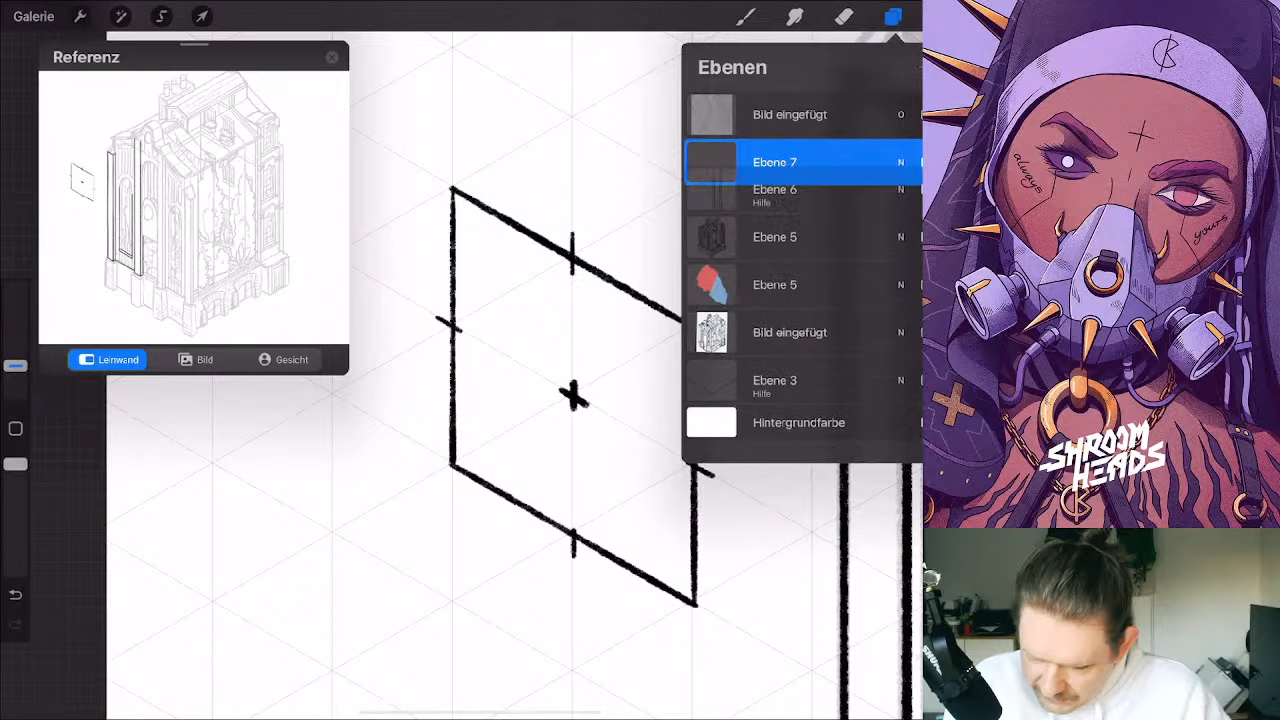 Galerie
Referenz
Leinwand
Bild
Gesicht
Ebenen
Bild eingefügt
O
Ebene 7
N
Ebene 6
N
Hilfe
Ebene 5
N
Ebene 5
N
Bild eingefügt
N
Ebene 3
N
Hilfe
Hintergrundfarbe
always
yours
SHROOM
HEADS